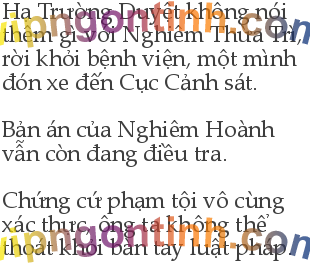 Hạ Trường Duyệt không nói
thêm gì với Nghiêm Thừa Trì,
rời khỏi bệnh viện, một mình
đón xe đến Cục Cảnh sát.
Bản án của Nghiêm Hoành
vẫn còn đang điều tra.
Chứng cứ phạm tội vô cùng
xác thực, ông ta không thể
thoát khỏi bàn tay luật pháp.